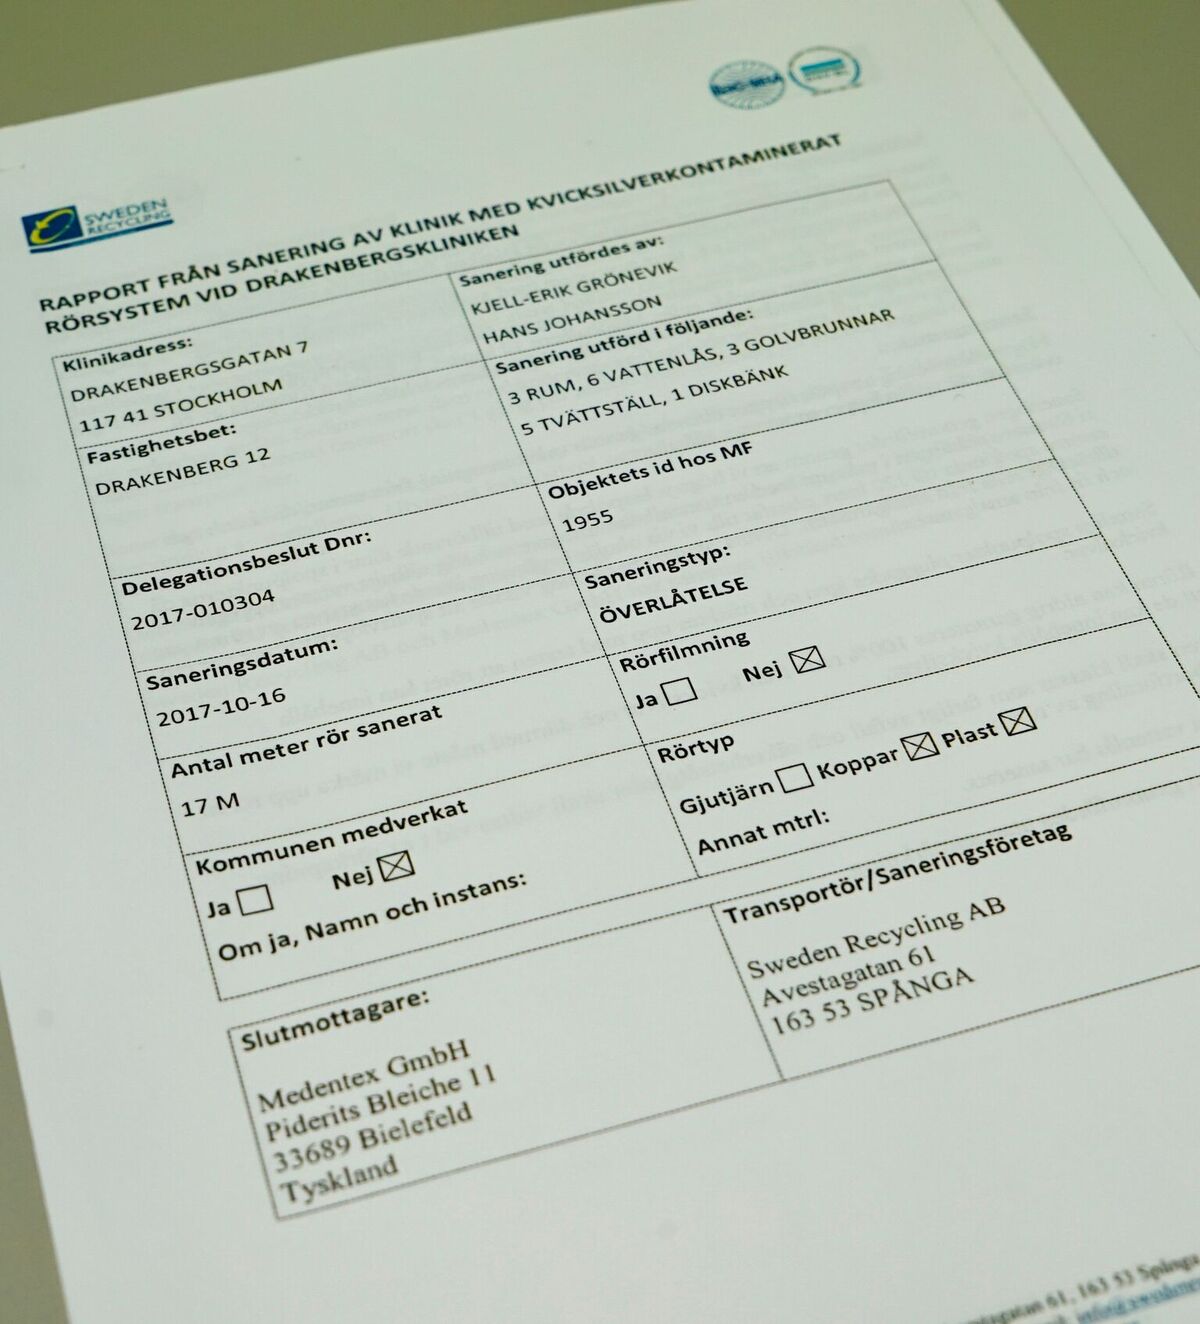 SWEDEN
RECYCLING
RAPPORT FRÅN SANERING AV KLINIK MED KVICKSILVERKONTAMINERAT
RÖRSYSTEM VID DRAKENBERGSKLINIKEN
Klinikadress:
DRAKENBERGSGATAN 7
117 41 STOCKHOLM
Sanering utfördes av:
KJELL-ERIK GRÖNEVIK
HANS JOHANSSON
Fastighetsbet:
DRAKENBERG 12
Sanering utförd i följande:
3 RUM, 6 VATTENLÅS, 3 GOLVBRUNNAR
5 TVÄTTSTÄLL, 1 DISKBÄNK
Delegationsbeslut Dnr:
2017-010304
Objektets id hos MF
1955
Saneringsdatum:
2017-10-16
Saneringstyp:
ÖVERLÅTELSE
Antal meter rör sanerat
17 M
Rörfilmning
Ja ☐ Nej ☒
Kommunen medverkat
Ja ☐ Nej ☒
Om ja, Namn och instans:
Rörtyp
Gjutjärn ☐ Koppar ☒ Plast ☒
Annat mtrl:
Slutmottagare:
Medentex GmbH
Piderits Bleiche 11
33689 Bielefeld
Tyskland
Transportör/Saneringsföretag
Sweden Recycling AB
Avestagatan 61
163 53 SPÅNGA
61, 163 53 Spånga